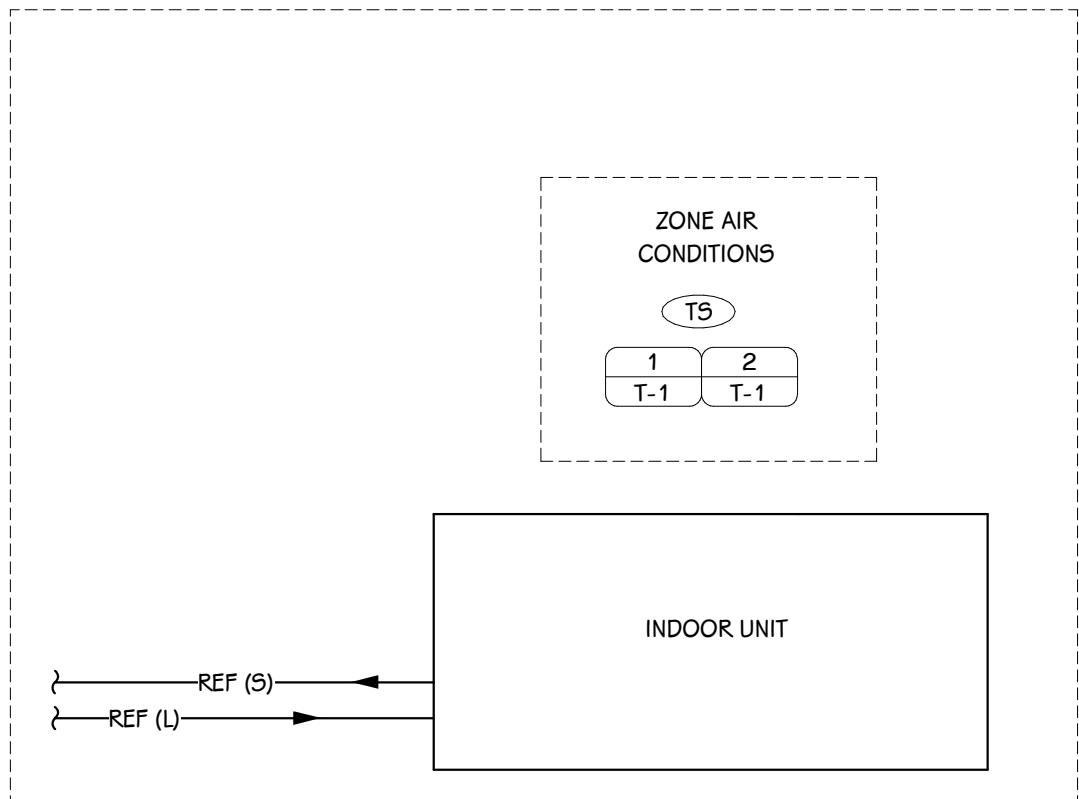 ZONE AIR
CONDITIONS
TS
1 2
T-1 T-1
INDOOR UNIT
REF (S)
REF (L)